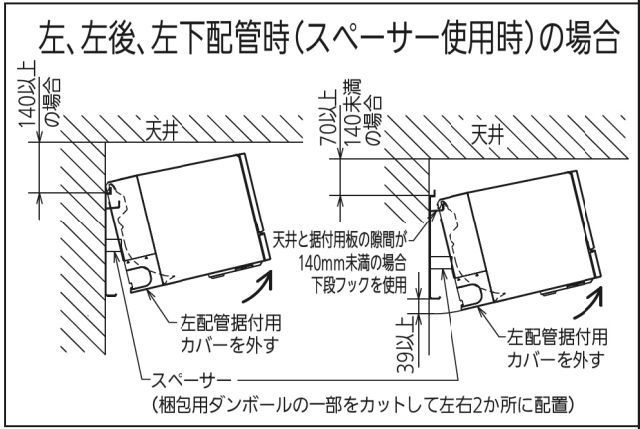 左、左後、左下配管時(スペーサー使用時)の場合
140以上
の場合
天井
70以上
140未満
の場合
天井
天井と据付用板の隙間が
140mm未満の場合
下段フックを使用
39以上
左配管据付用
カバーを外す
左配管据付用
カバーを外す
スペーサー
(梱包用ダンボールの一部をカットして左右2か所に配置)